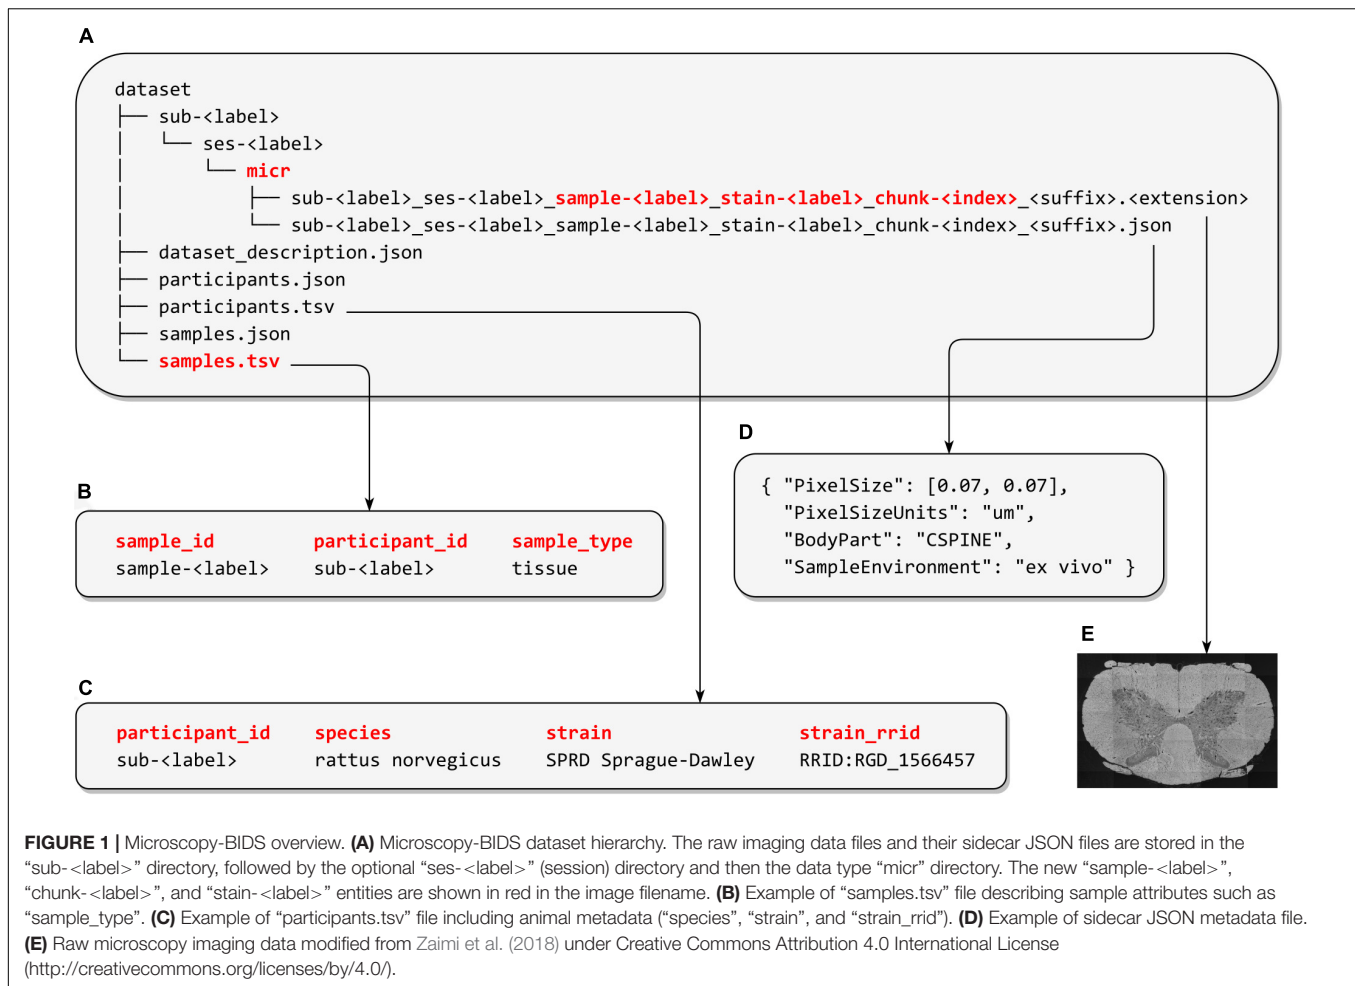 A
dataset
├── sub-<label>
│   └── ses-<label>
│       └── micr
│           ├── sub-<label>_ses-<label>_sample-<label>_stain-<label>_chunk-<index>_<suffix>.<extension>
│           └── sub-<label>_ses-<label>_sample-<label>_stain-<label>_chunk-<index>_<suffix>.json
├── dataset_description.json
├── participants.json
├── participants.tsv
├── samples.json
└── samples.tsv
B
sample_id participant_id sample_type
sample-<label> sub-<label> tissue
D
{ "PixelSize": [0.07, 0.07],
"PixelSizeUnits": "um",
"BodyPart": "CSPINE",
"SampleEnvironment": "ex vivo" }
E
C
participant_id species strain strain_rrid
sub-<label> rattus norvegicus SPRD Sprague-Dawley RRID:RGD_1566457
FIGURE 1 | Microscopy-BIDS overview. (A) Microscopy-BIDS dataset hierarchy. The raw imaging data files and their sidecar JSON files are stored in the
“sub-<label>” directory, followed by the optional “ses-<label>” (session) directory and then the data type “micr” directory. The new “sample-<label>”,
“chunk-<label>”, and “stain-<label>” entities are shown in red in the image filename. (B) Example of “samples.tsv” file describing sample attributes such as
“sample_type”. (C) Example of “participants.tsv” file including animal metadata (“species”, “strain”, and “strain_rrid”). (D) Example of sidecar JSON metadata file.
(E) Raw microscopy imaging data modified from Zaimi et al. (2018) under Creative Commons Attribution 4.0 International License
(http://creativecommons.org/licenses/by/4.0/).